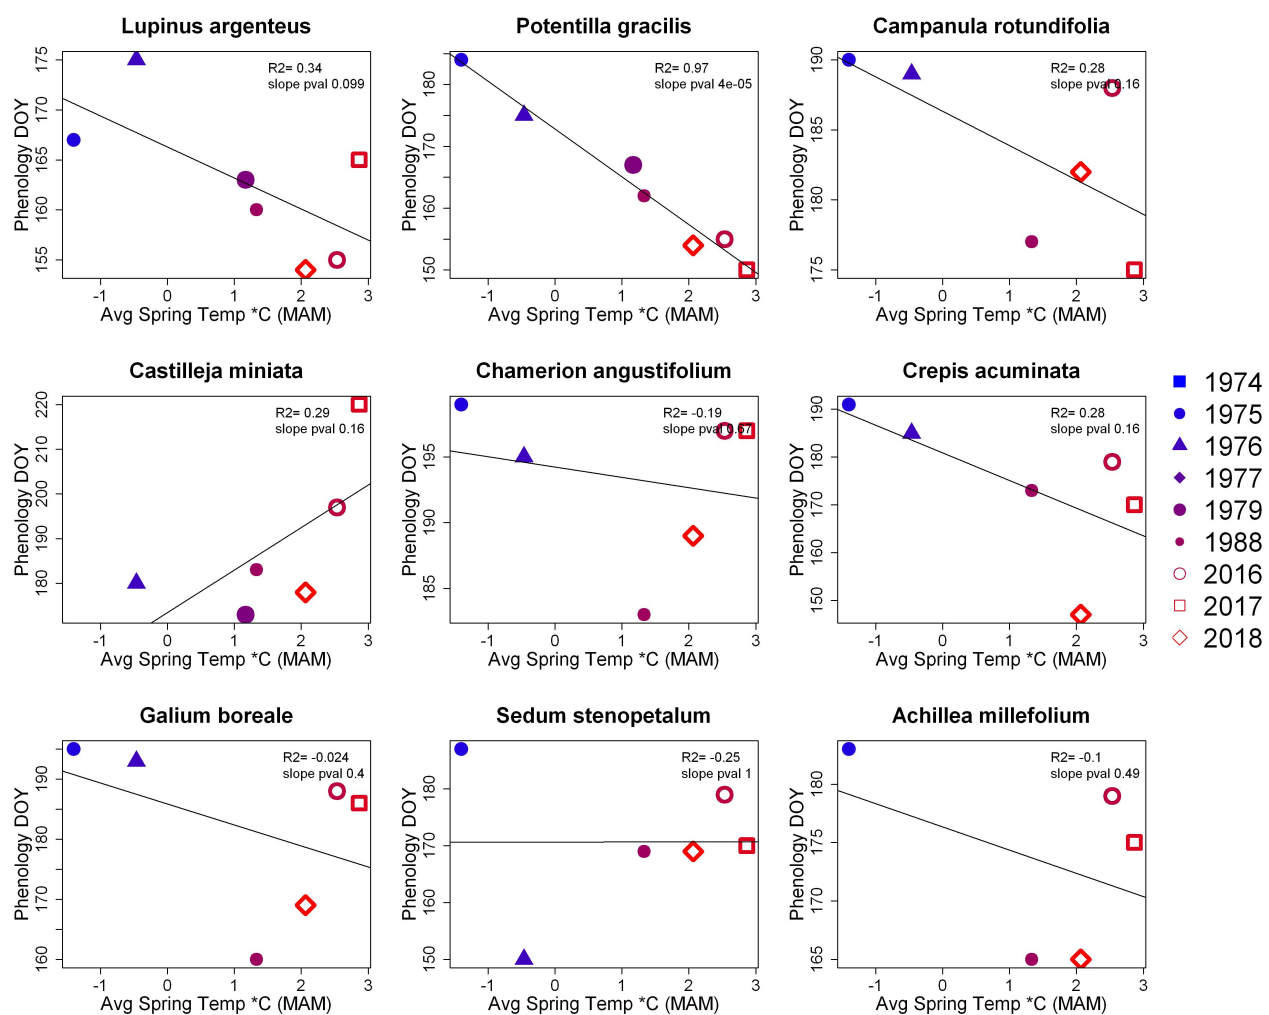 Lupinus argenteus
R2= 0.34
slope pval 0.099
Phenology DOY
155 160 165 170 175
-1 0 1 2 3
Avg Spring Temp *C (MAM)
Potentilla gracilis
R2= 0.97
slope pval 4e-05
Phenology DOY
150 160 170 180
-1 0 1 2 3
Avg Spring Temp *C (MAM)
Campanula rotundifolia
R2= 0.28
slope pval 0.16
Phenology DOY
175 180 185 190
-1 0 1 2 3
Avg Spring Temp *C (MAM)
Castilleja miniata
R2= 0.29
slope pval 0.16
Phenology DOY
180 190 200 210 220
-1 0 1 2 3
Avg Spring Temp *C (MAM)
Chamerion angustifolium
R2= -0.19
slope pval 0.67
Phenology DOY
185 190 195
-1 0 1 2 3
Avg Spring Temp *C (MAM)
Crepis acuminata
R2= 0.28
slope pval 0.16
Phenology DOY
150 160 170 180 190
-1 0 1 2 3
Avg Spring Temp *C (MAM)
1974
1975
1976
1977
1979
1988
2016
2017
2018
Galium boreale
R2= -0.024
slope pval 0.4
Phenology DOY
160 170 180 190
-1 0 1 2 3
Avg Spring Temp *C (MAM)
Sedum stenopetalum
R2= -0.25
slope pval 1
Phenology DOY
150 160 170 180
-1 0 1 2 3
Avg Spring Temp *C (MAM)
Achillea millefolium
R2= -0.1
slope pval 0.49
Phenology DOY
165 170 175 180
-1 0 1 2 3
Avg Spring Temp *C (MAM)